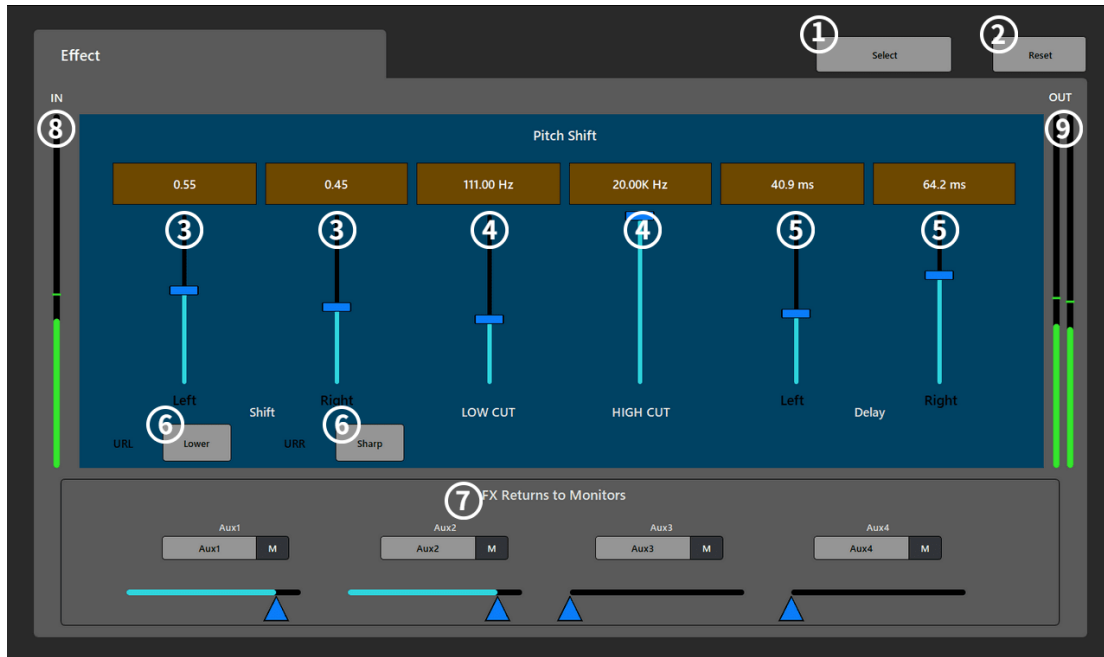 1
2
Effect
Select
Reset
IN
OUT
8
9
Pitch Shift
0.55
0.45
111.00 Hz
20.00K Hz
40.9 ms
64.2 ms
3
3
4
4
5
5
Left
Shift
Right
LOW CUT
HIGH CUT
Left
Delay
Right
6
6
URL
Lower
URR
Sharp
7
FX Returns to Monitors
Aux1
Aux2
Aux3
Aux4
Aux1
M
Aux2
M
Aux3
M
Aux4
M